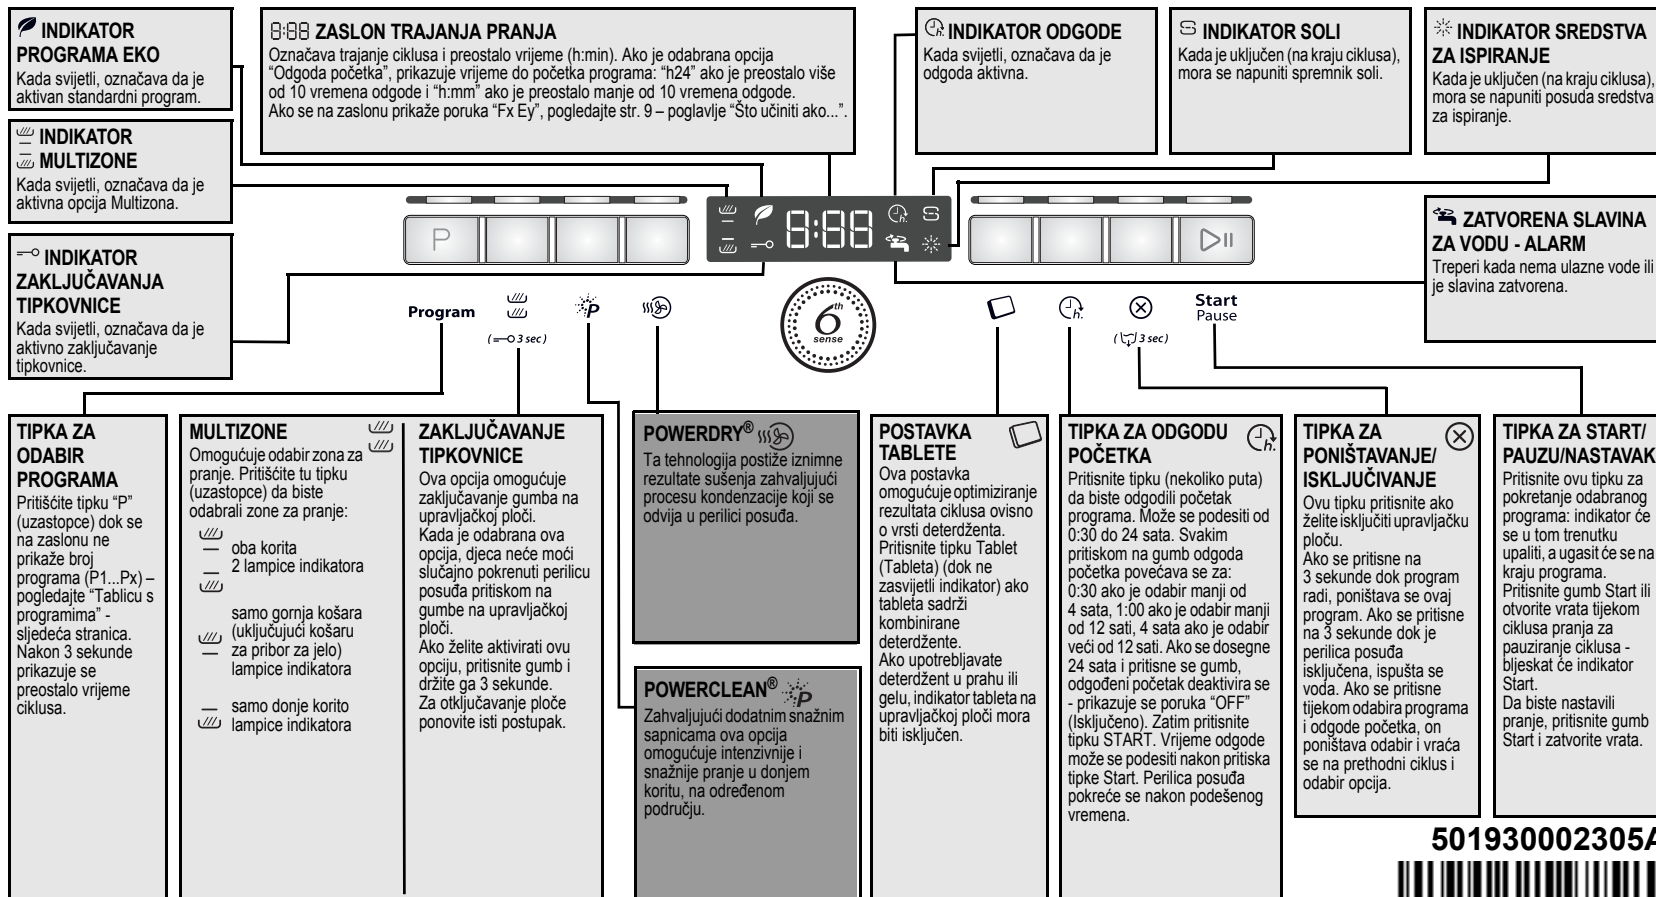 INDIKATOR
PROGRAMA EKO
Kada svijetli, označava da je
aktivan standardni program.
8:88 ZASLON TRAJANJA PRANJA
Označava trajanje ciklusa i preostalo vrijeme (h:min). Ako je odabrana opcija
“Odgoda početka”, prikazuje vrijeme do početka programa: “h24” ako je preostalo više
od 10 vremena odgode i “h:mm” ako je preostalo manje od 10 vremena odgode.
Ako se na zaslonu prikaže poruka “Fx Ey”, pogledajte str. 9 – poglavlje “Što učiniti ako...”.
h. INDIKATOR ODGODE
Kada svijetli, označava da je
odgoda aktivna.
INDIKATOR SOLI
Kada je uključen (na kraju ciklusa),
mora se napuniti spremnik soli.
INDIKATOR SREDSTVA
ZA ISPIRANJE
Kada je uključen (na kraju ciklusa),
mora se napuniti posuda sredstva
za ispiranje.
INDIKATOR
MULTIZONE
Kada svijetli, označava da je
aktivna opcija Multizona.
INDIKATOR
ZAKLJUČAVANJA
TIPKOVNICE
Kada svijetli, označava da je
aktivno zaključavanje
tipkovnice.
ZATVORENA SLAVINA
ZA VODU - ALARM
Treperi kada nema ulazne vode ili
je slavina zatvorena.
P
8:88
h.
Program
P
(3 sec)
6th
sense
h.
(3 sec)
Start
Pause
TIPKA ZA
ODABIR
PROGRAMA
Pritišćite tipku “P”
(uzastopce) dok se
na zaslonu ne
prikaže broj
programa (P1...Px) –
pogledajte “Tablicu s
programima” -
sljedeća stranica.
Nakon 3 sekunde
prikazuje se
preostalo vrijeme
ciklusa.
MULTIZONE
Omogućuje odabir zona za
pranje. Pritišćite tu tipku
(uzastopce) da biste
odabrali zone za pranje:
oba korita
2 lampice indikatora
samo gornja košara
(uključujući košaru
za pribor za jelo)
lampice indikatora
samo donje korito
lampice indikatora
ZAKLJUČAVANJE
TIPKOVNICE
Ova opcija omogućuje
zaključavanje gumba na
upravljačkoj ploči.
Kada je odabrana ova
opcija, djeca neće moći
slučajno pokrenuti perilicu
posuđa pritiskom na
gumbe na upravljačkoj
ploči.
Ako želite aktivirati ovu
opciju, pritisnite gumb i
držite ga 3 sekunde.
Za otključavanje ploče
ponovite isti postupak.
POWERDRY®
Ta tehnologija postiže iznimne
rezultate sušenja zahvaljujući
procesu kondenzacije koji se
odvija u perilici posuđa.
POWERCLEAN® P
Zahvaljujući dodatnim snažnim
sapnicama ova opcija
omogućuje intenzivnije i
snažnije pranje u donjem
koritu, na određenom
području.
POSTAVKA
TABLETE
Ova postavka
omogućuje optimiziranje
rezultata ciklusa ovisno
o vrsti deterdženta.
Pritisnite tipku Tablet
(Tableta) (dok ne
zasvijetli indikator) ako
tableta sadrži
kombinirane
deterdžente.
Ako upotrebljavate
deterdžent u prahu ili
gelu, indikator tableta na
upravljačkoj ploči mora
biti isključen.
TIPKA ZA ODGODU
POČETKA h.
Pritisnite tipku (nekoliko puta)
da biste odgodili početak
programa. Može se podesiti od
0:30 do 24 sata. Svakim
pritiskom na gumb odgoda
početka povećava se za:
0:30 ako je odabir manji od
4 sata, 1:00 ako je odabir manji
od 12 sati, 4 sata ako je odabir
veći od 12 sati. Ako se dosegne
24 sata i pritisne se gumb,
odgođeni početak deaktivira se
- prikazuje se poruka “OFF”
(Isključeno). Zatim pritisnite
tipku START. Vrijeme odgode
može se podesiti nakon pritiska
tipke Start. Perilica posuđa
pokreće se nakon podešenog
vremena.
TIPKA ZA
PONIŠTAVANJE/
ISKLJUČIVANJE
Ovu tipku pritisnite ako
želite isključiti upravljačku
ploču.
Ako se pritisne na
3 sekunde dok program
radi, poništava se ovaj
program. Ako se pritisne
na 3 sekunde dok je
perilica posuđa
isključena, ispušta se
voda. Ako se pritisne
tijekom odabira programa
i odgode početka, on
poništava odabir i vraća
se na prethodni ciklus i
odabir opcija.
TIPKA ZA START/
PAUZU/NASTAVAK
Pritisnite ovu tipku za
pokretanje odabranog
programa: indikator će
se u tom trenutku
upaliti, a ugasit će se na
kraju programa.
Pritisnite gumb Start ili
otvorite vrata tijekom
ciklusa pranja za
pauziranje ciklusa -
bljeskat će indikator
Start.
Da biste nastavili
pranje, pritisnite gumb
Start i zatvorite vrata.
501930002305A